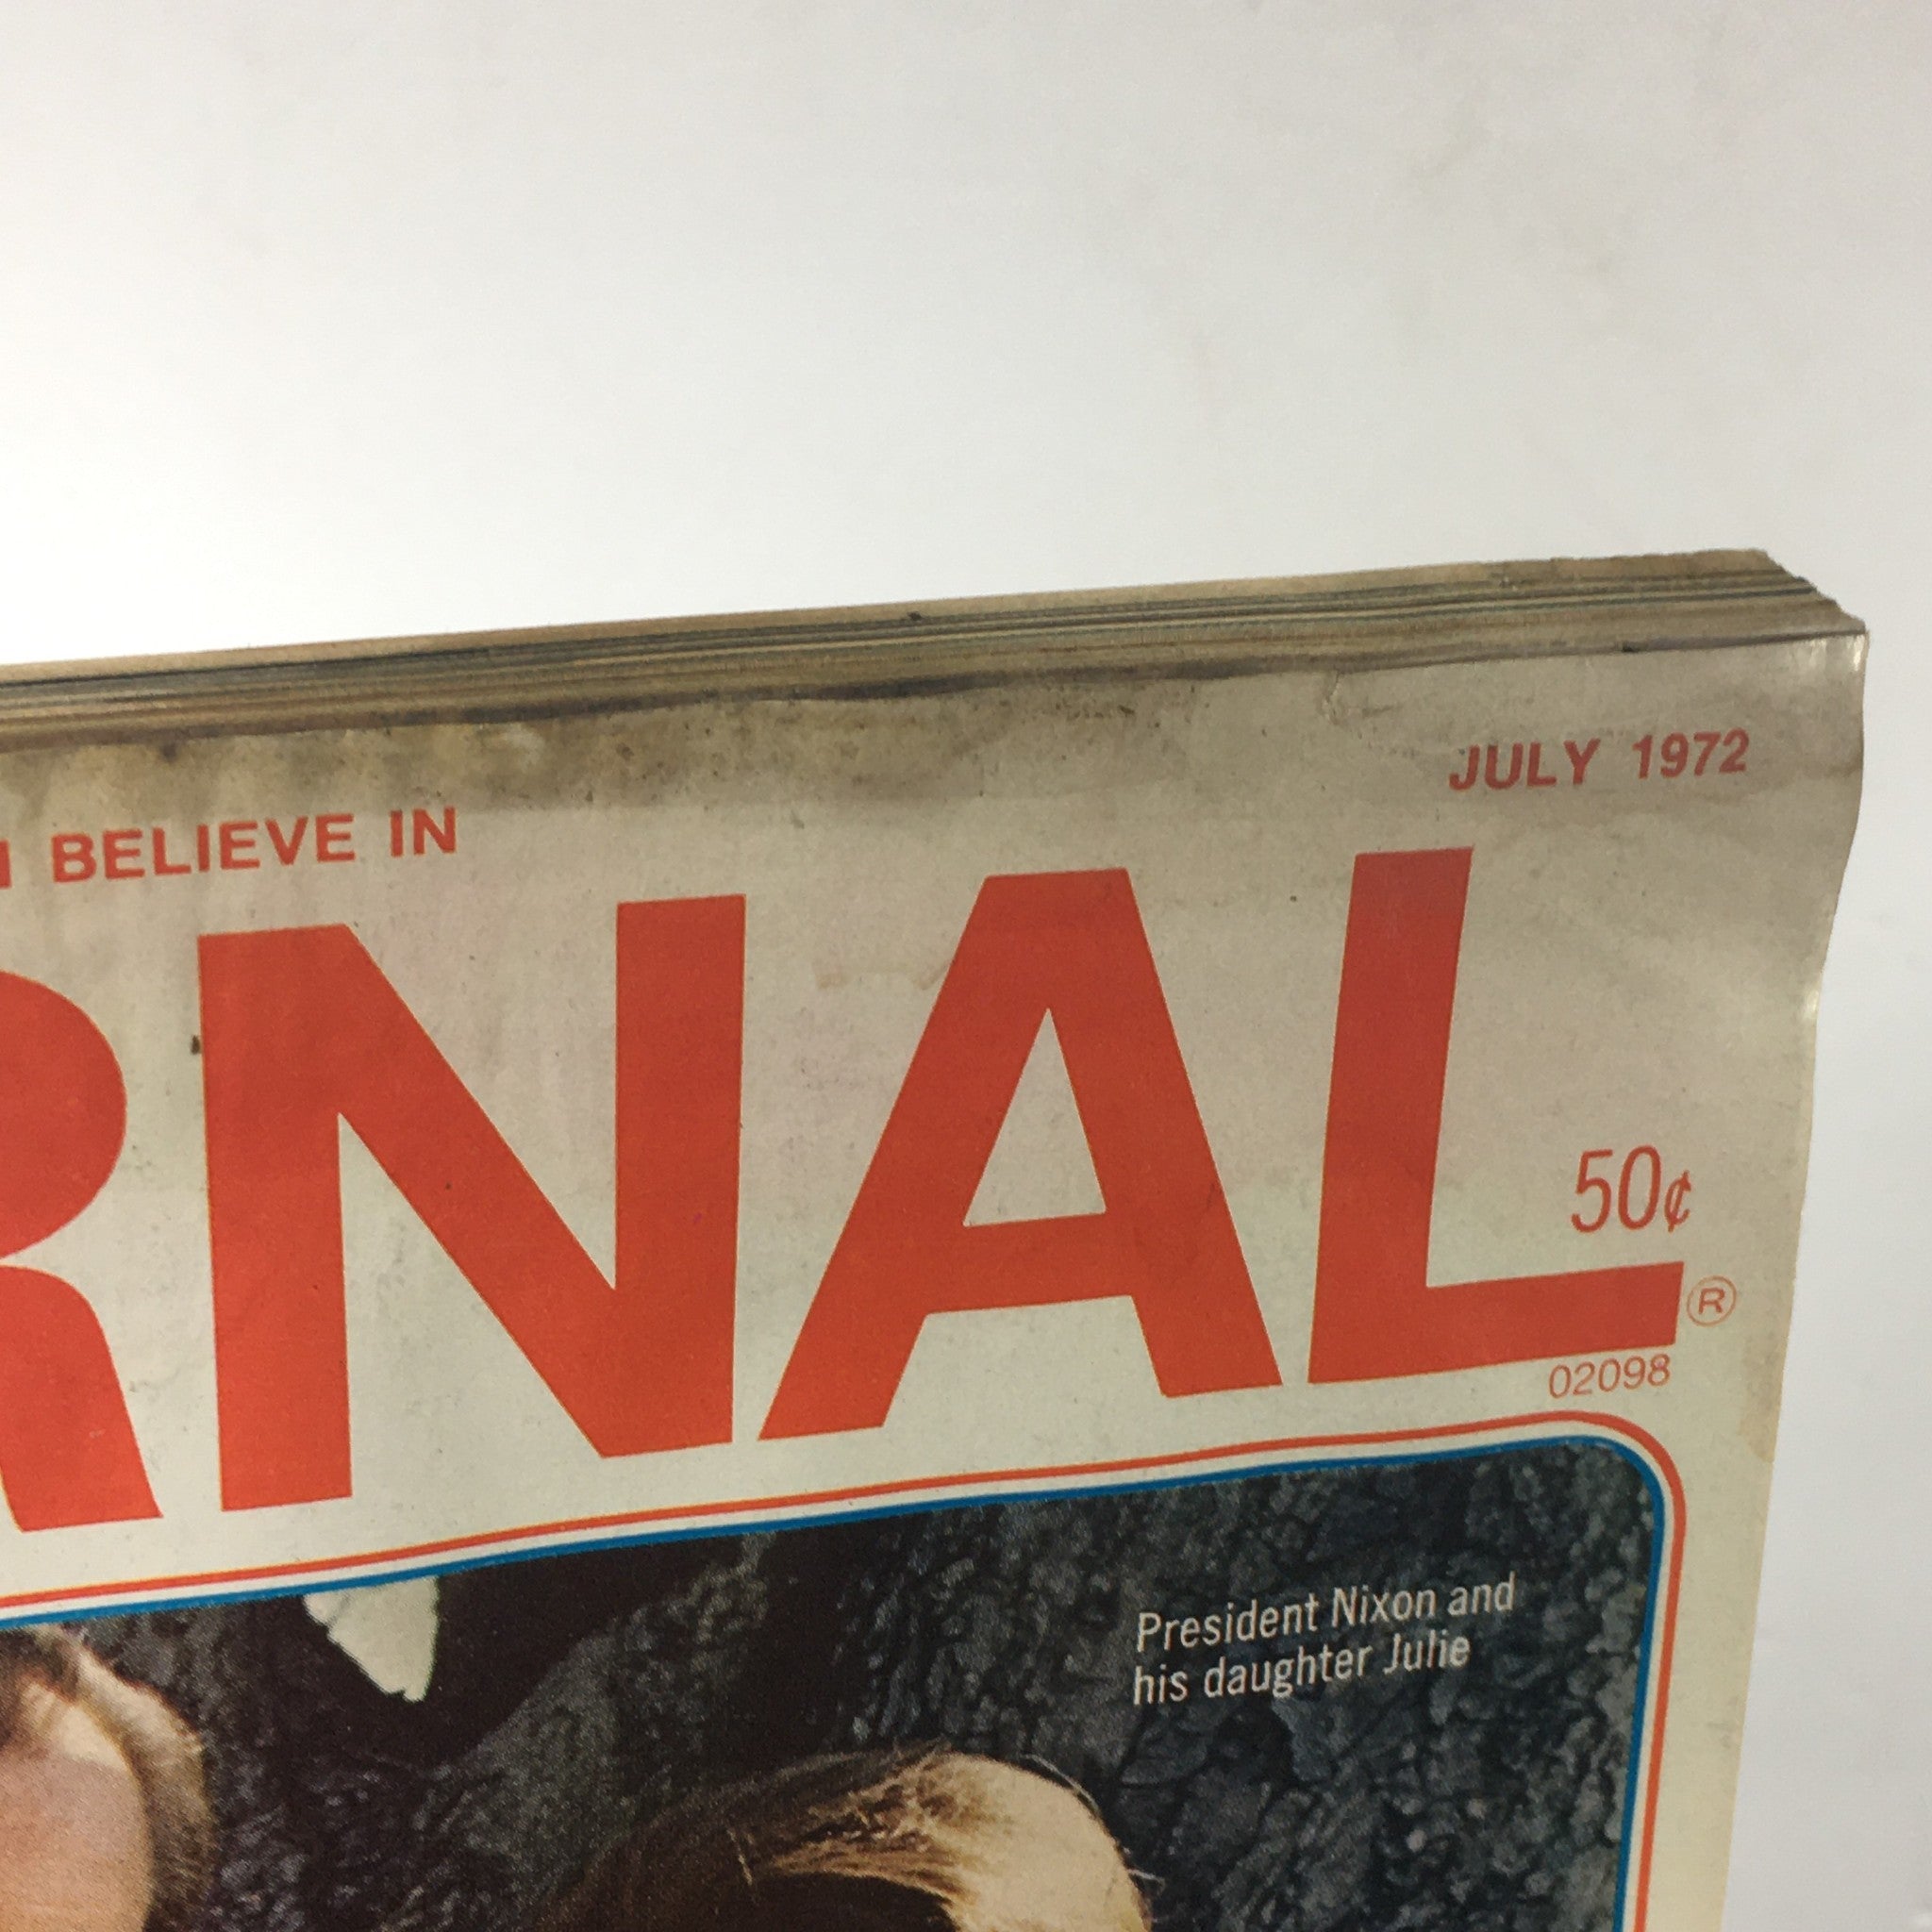 JULY 1972
BELIEVE IN
RNAL
50¢
®
02098
President Nixon and
his daughter Julie